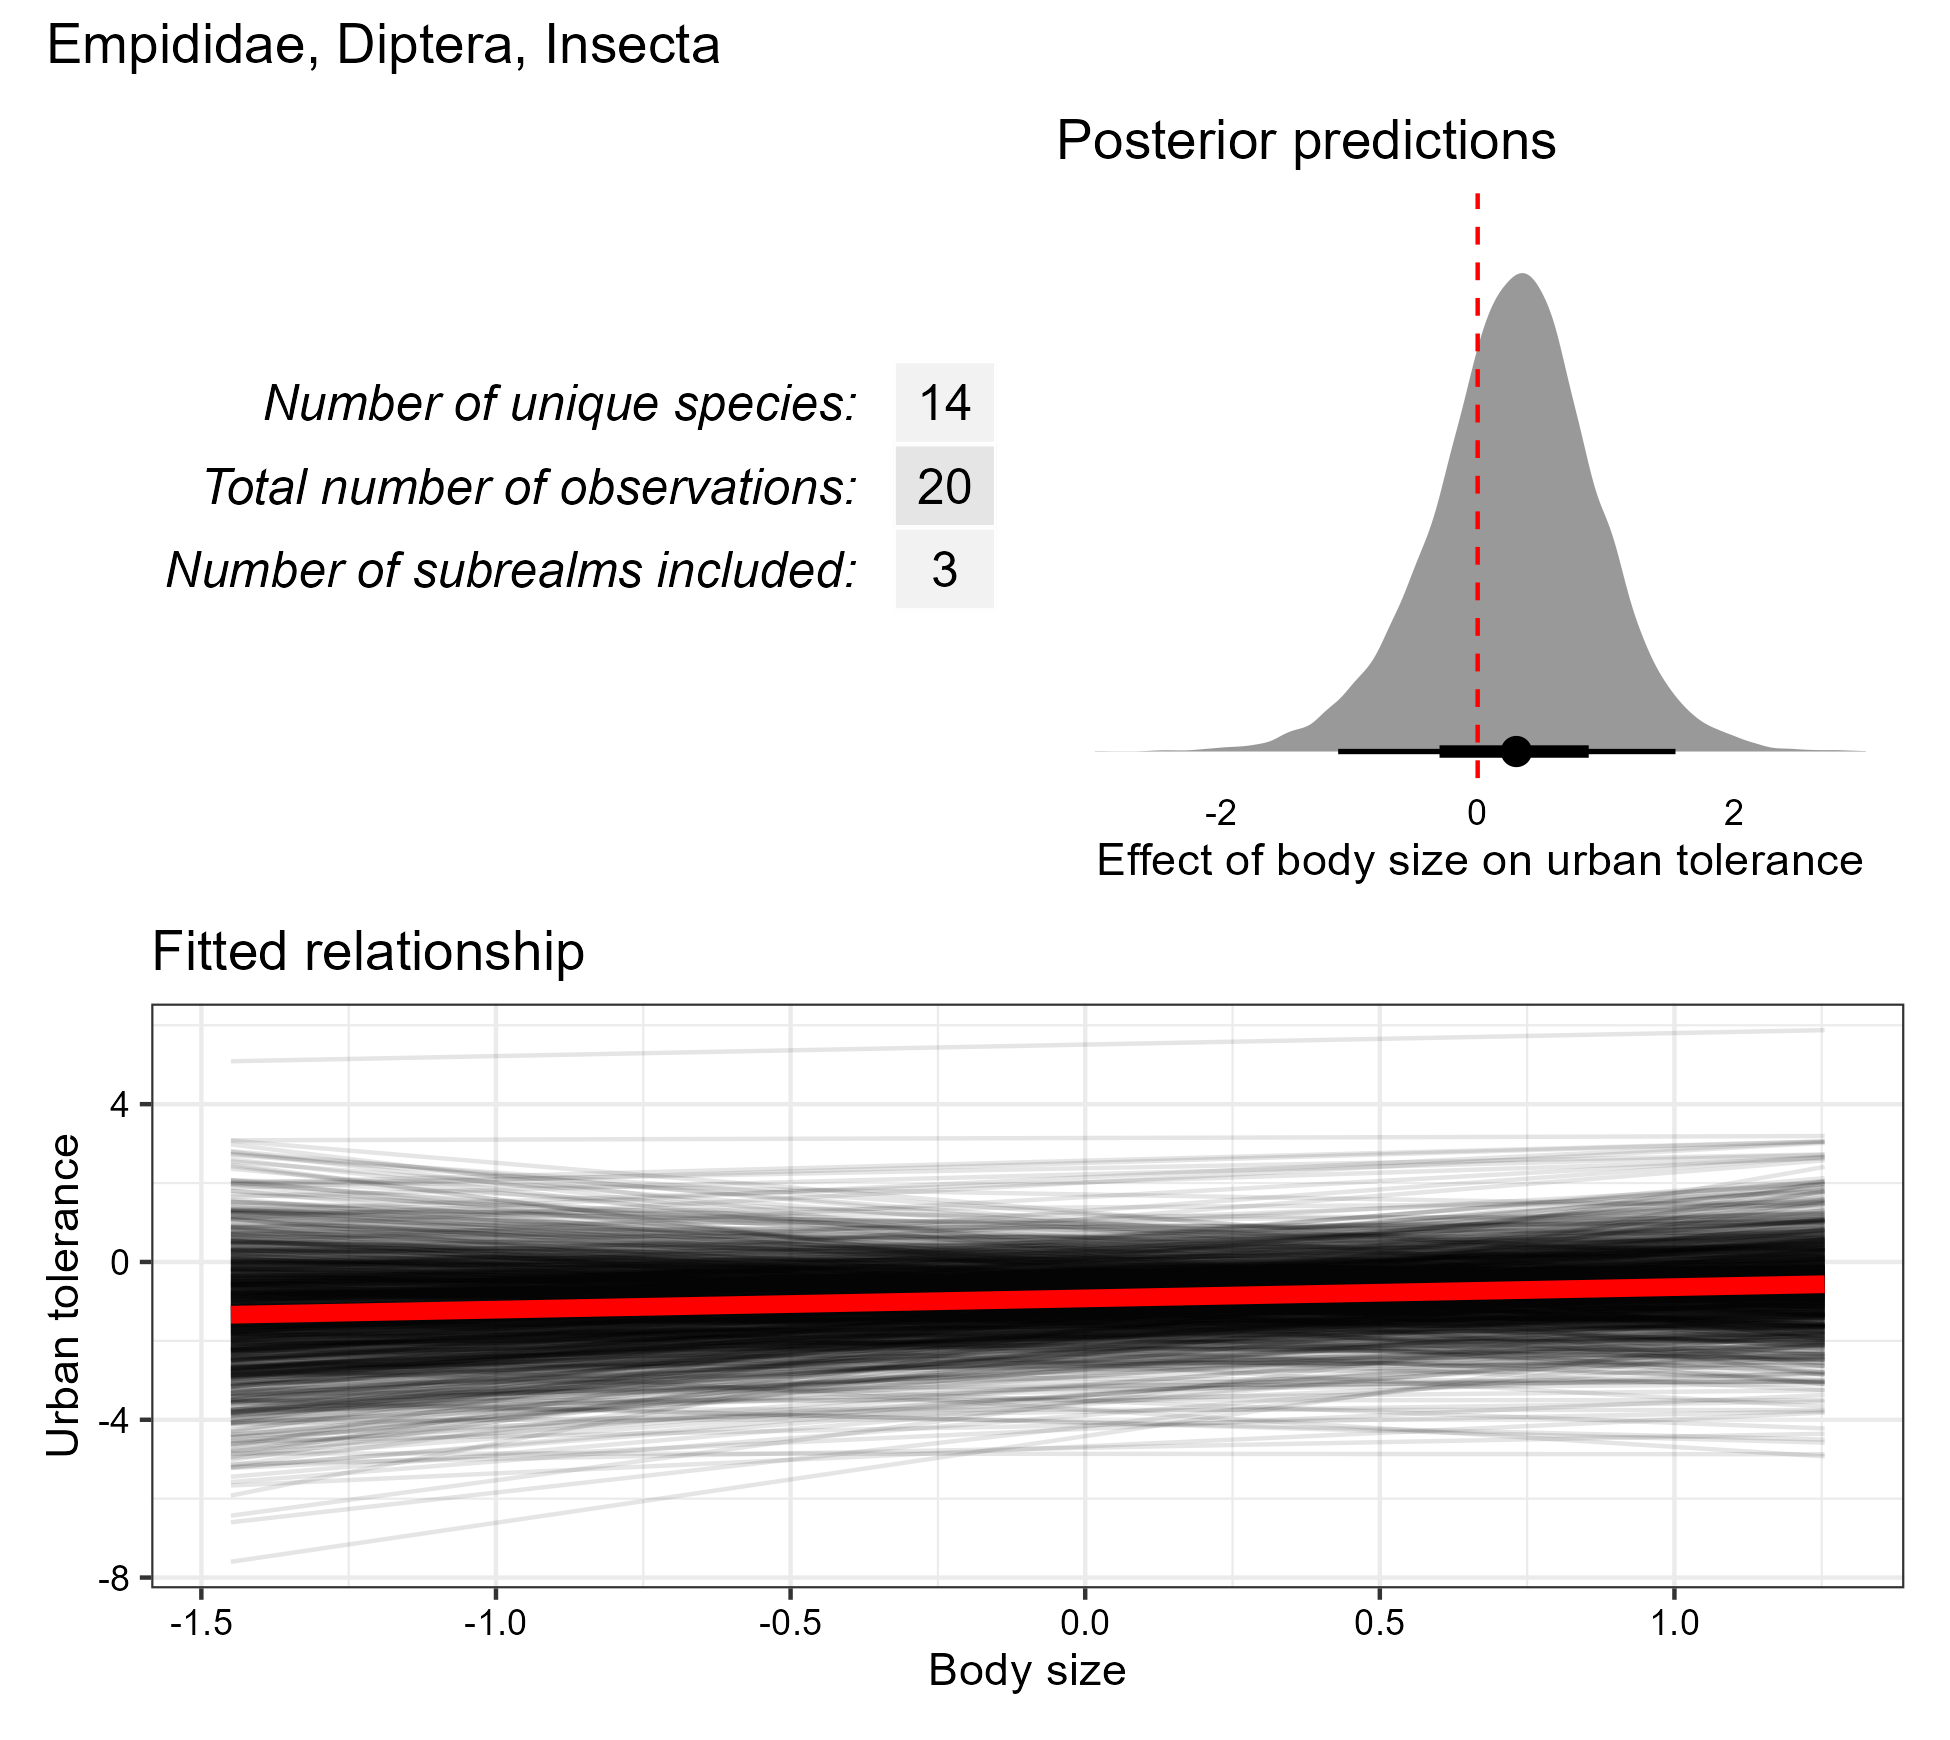 Empididae, Diptera, Insecta
Posterior predictions
Number of unique species: 14
Total number of observations: 20
Number of subrealms included: 3
-2 0 2
Effect of body size on urban tolerance
Fitted relationship
Urban tolerance
4
0
-4
-8
-1.5 -1.0 -0.5 0.0 0.5 1.0
Body size